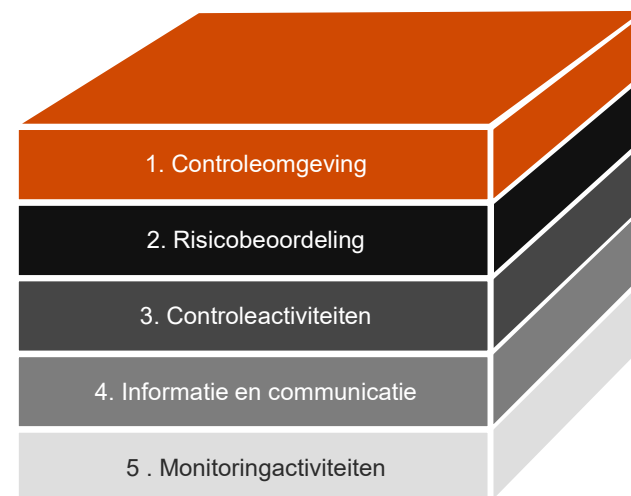 1. Controleomgeving
2. Risicobeoordeling
3. Controleactiviteiten
4. Informatie en communicatie
5 . Monitoringactiviteiten